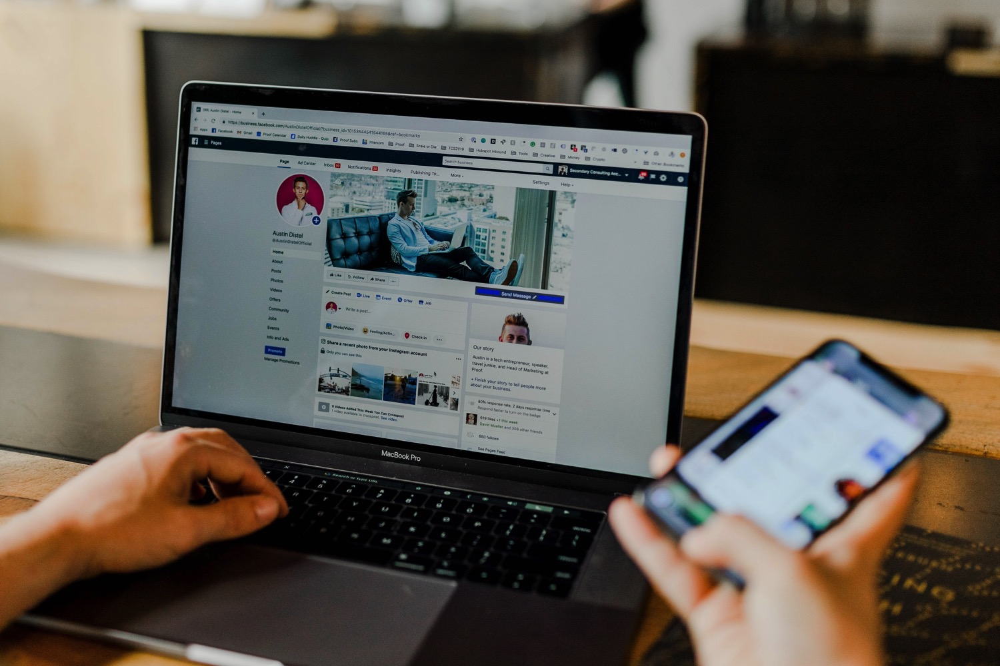 (99) Austin Distel - Home
https://business.facebook.com/AustinDistelOfficial/?business_id=10153544541544165&ref=bookmarks
Apps Facebook Gmail Proof Calendar Daily Huddle - Quip Proof Subs Intercom Proof Scale or Die TCS2019 Hubspot Inbound Tools Creative Money Crypto Other Bookmarks
Pages Search business Secondary Consulting Acc...
Page Ad Center Inbox Notifications Insights Publishing To... More Settings Help
Austin Distel
@AustinDistelOfficial
Home
About
Posts
Photos
Videos
Offers
Community
Jobs
Events
Info and Ads
Promote
Manage Promotions
Like Follow Share ...
Send Message
Create Post Live Event Offer Job
Write a post...
Photo/Video Feeling/Activ... Check in ...
Share a recent photo from your Instagram account
Only you can see this
0 Videos Added This Week You Can Crosspost
1 video available to crosspost. See video.
Our story
Austin is a tech entrepreneur, speaker,
travel junkie, and Head of Marketing at
Proof.
+ Finish your story to tell people more
about your business.
80% response rate, 2 days response time
Respond faster to turn on the badge
619 likes +1 this week
David Mueller and 308 other friends
650 follows
See Pages Feed
MacBook Pro
Search or type URL